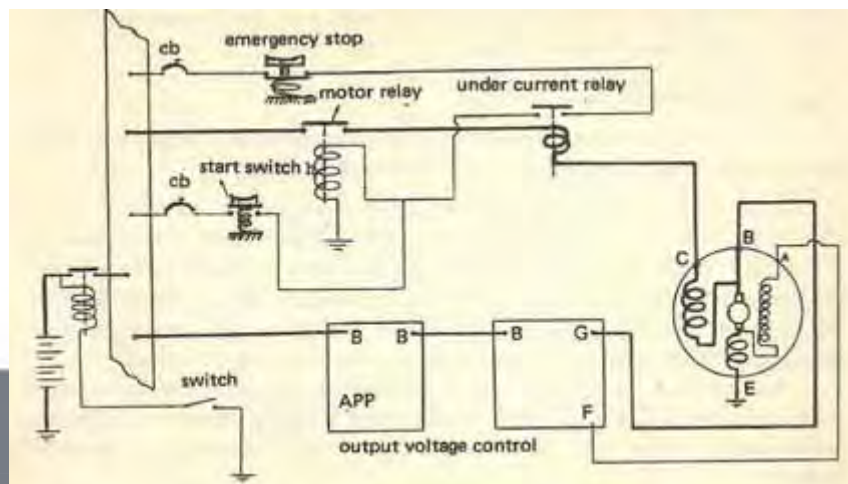 cb
emergency stop
motor relay
under current relay
start switch
cb
C
B
A
B
B
B
G
switch
APP
F
E
output voltage control